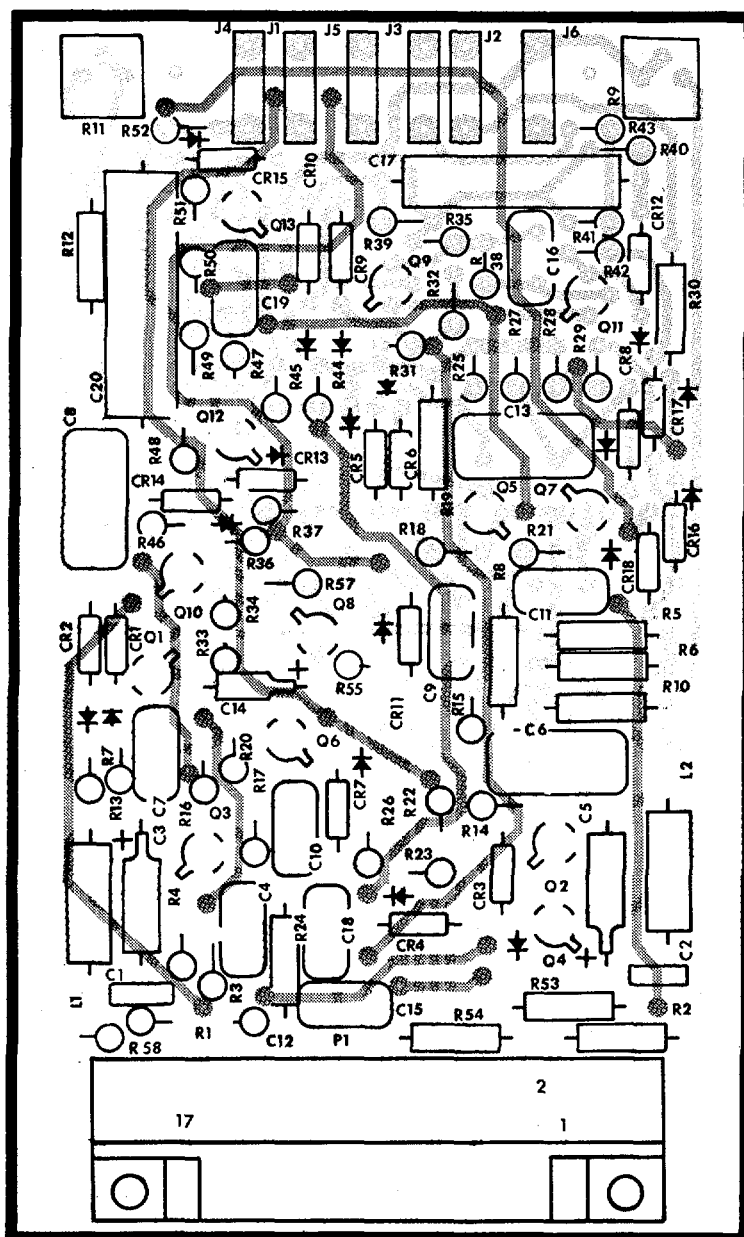 J4 J1 J5 J3 J2 J6
R11 R52 R9 R43 R40
CR15 CR10 C17
R51 Q13 R39 R35 R41 CR12
R12 R50 CR9 Q9 R32 R38 C16 R42 R30
C19 Q11
R49 R47 R45 R44 R31 R25 R27 R28 R29 CR8
C20 C8 Q12 C13 CR17
R48 CR13 CR5 CR6 R19 Q5 Q7
CR14
R46 R37 R18 R21 CR16
R36 R8 CR18
Q10 R57 C11
CR2 CR1 Q1 R34 Q8 R5
R33 R6
C14 R55 CR11 C9 R15 R10
Q6 C6
R7 R20 L2
R13 C7 R16 Q3 R17 CR7 R26 R22 R14 C5
C3 C10
R4 R23 CR3 Q2
C4 R24 C18 CR4 Q4 C2
C1 R3 R53
L1 R1 C12 C15 R54 R2
R58 P1
2
17 1